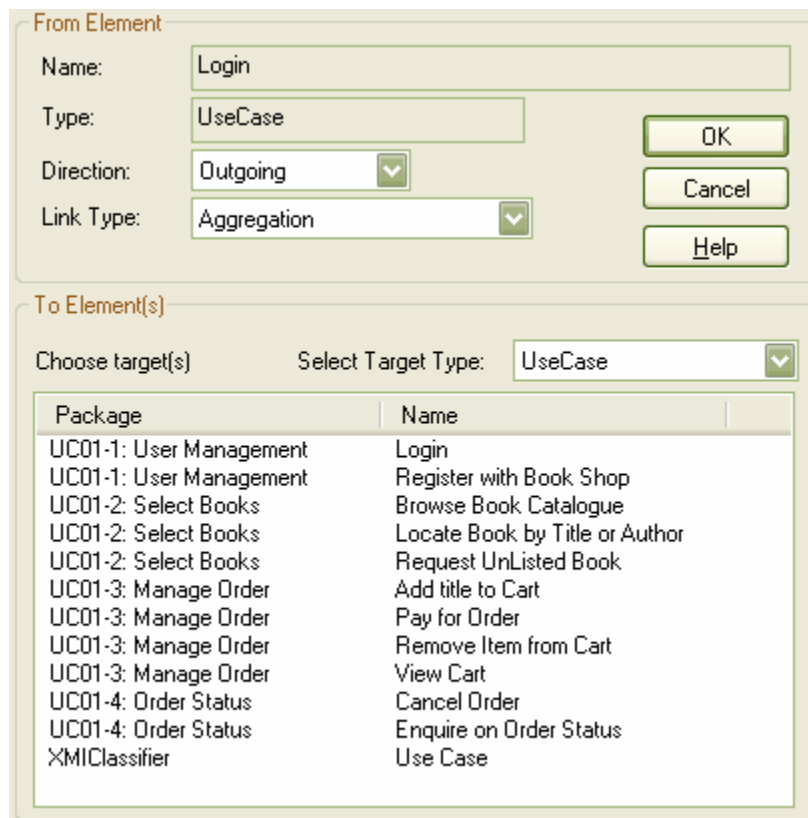 From Element
Name: Login
Type: UseCase
OK
Direction: Outgoing
Cancel
Link Type: Aggregation
Help
To Element(s)
Choose target(s) Select Target Type: UseCase
Package Name
UC01-1: User Management Login
UC01-1: User Management Register with Book Shop
UC01-2: Select Books Browse Book Catalogue
UC01-2: Select Books Locate Book by Title or Author
UC01-2: Select Books Request UnListed Book
UC01-3: Manage Order Add title to Cart
UC01-3: Manage Order Pay for Order
UC01-3: Manage Order Remove Item from Cart
UC01-3: Manage Order View Cart
UC01-4: Order Status Cancel Order
UC01-4: Order Status Enquire on Order Status
XMIClassifier Use Case